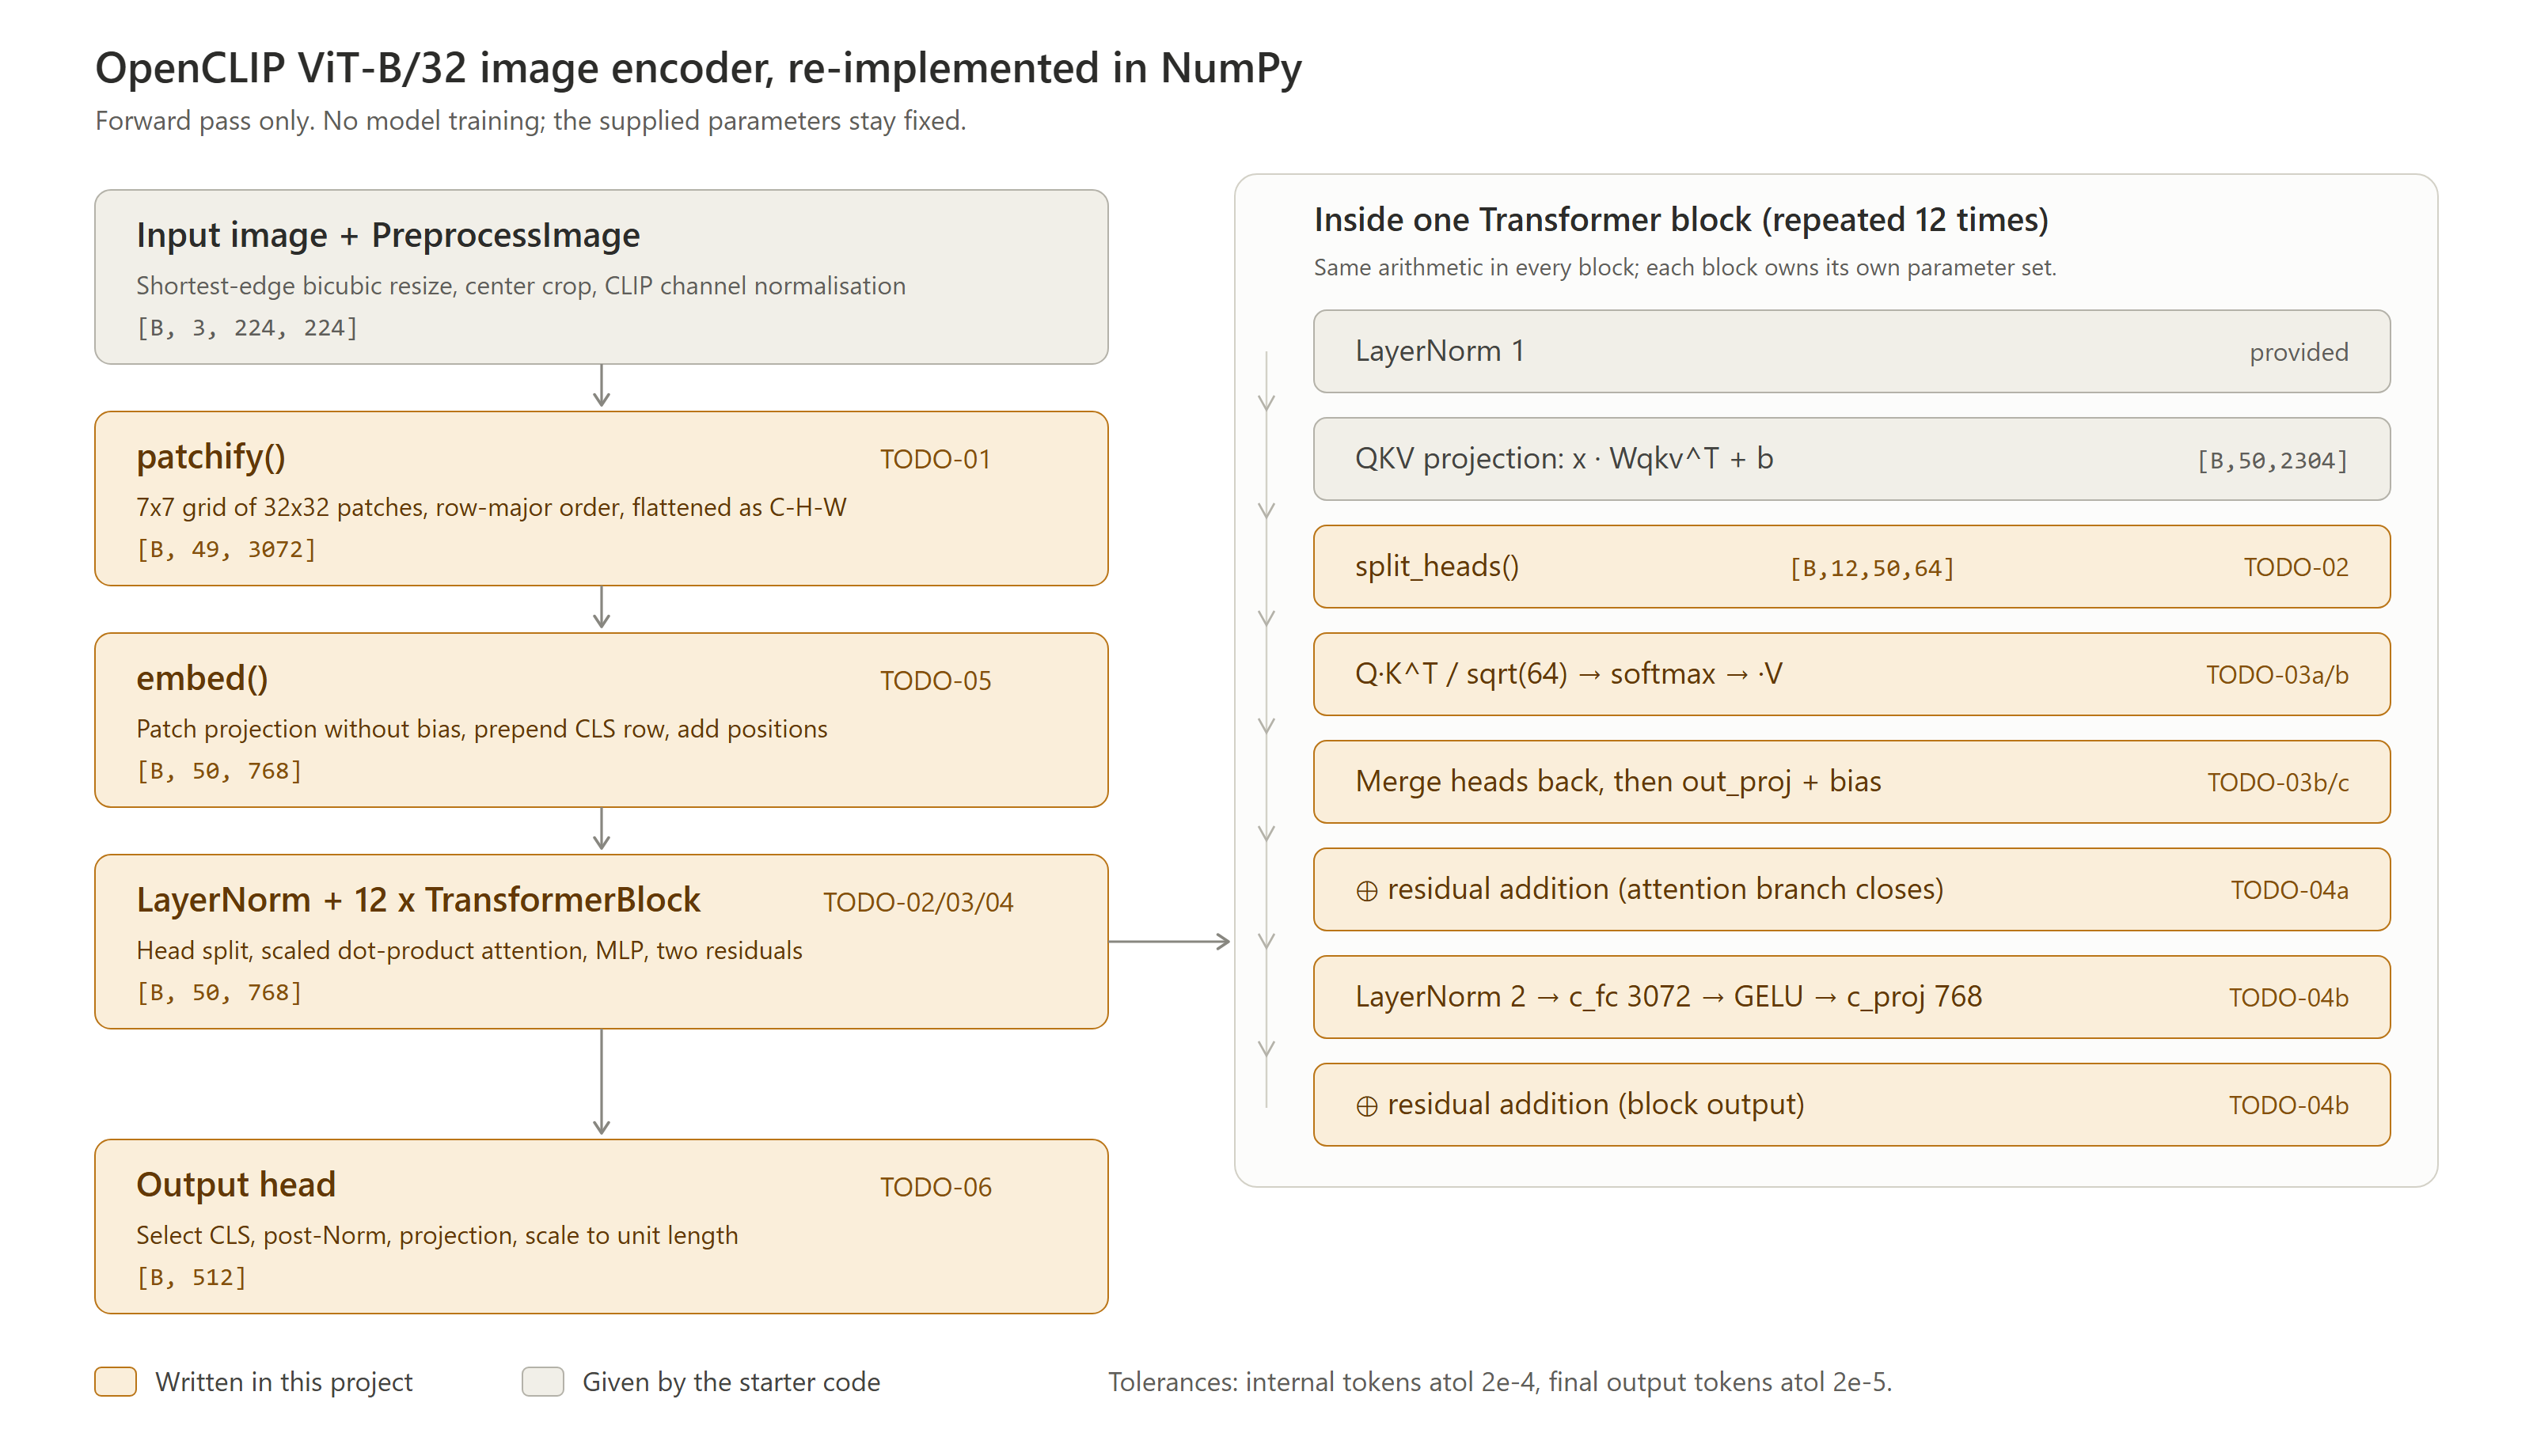 OpenCLIP ViT-B/32 image encoder, re-implemented in NumPy
Forward pass only. No model training; the supplied parameters stay fixed.
Input image + PreprocessImage
Shortest-edge bicubic resize, center crop, CLIP channel normalisation
[B, 3, 224, 224]
patchify() TODO-01
7x7 grid of 32x32 patches, row-major order, flattened as C-H-W
[B, 49, 3072]
embed() TODO-05
Patch projection without bias, prepend CLS row, add positions
[B, 50, 768]
LayerNorm + 12 x TransformerBlock TODO-02/03/04
Head split, scaled dot-product attention, MLP, two residuals
[B, 50, 768]
Output head TODO-06
Select CLS, post-Norm, projection, scale to unit length
[B, 512]
Inside one Transformer block (repeated 12 times)
Same arithmetic in every block; each block owns its own parameter set.
LayerNorm 1 provided
QKV projection: x · Wqkv^T + b [B,50,2304]
split_heads() [B,12,50,64] TODO-02
Q·K^T / sqrt(64) → softmax → ·V TODO-03a/b
Merge heads back, then out_proj + bias TODO-03b/c
⊕ residual addition (attention branch closes) TODO-04a
LayerNorm 2 → c_fc 3072 → GELU → c_proj 768 TODO-04b
⊕ residual addition (block output) TODO-04b
Written in this project
Given by the starter code
Tolerances: internal tokens atol 2e-4, final output tokens atol 2e-5.